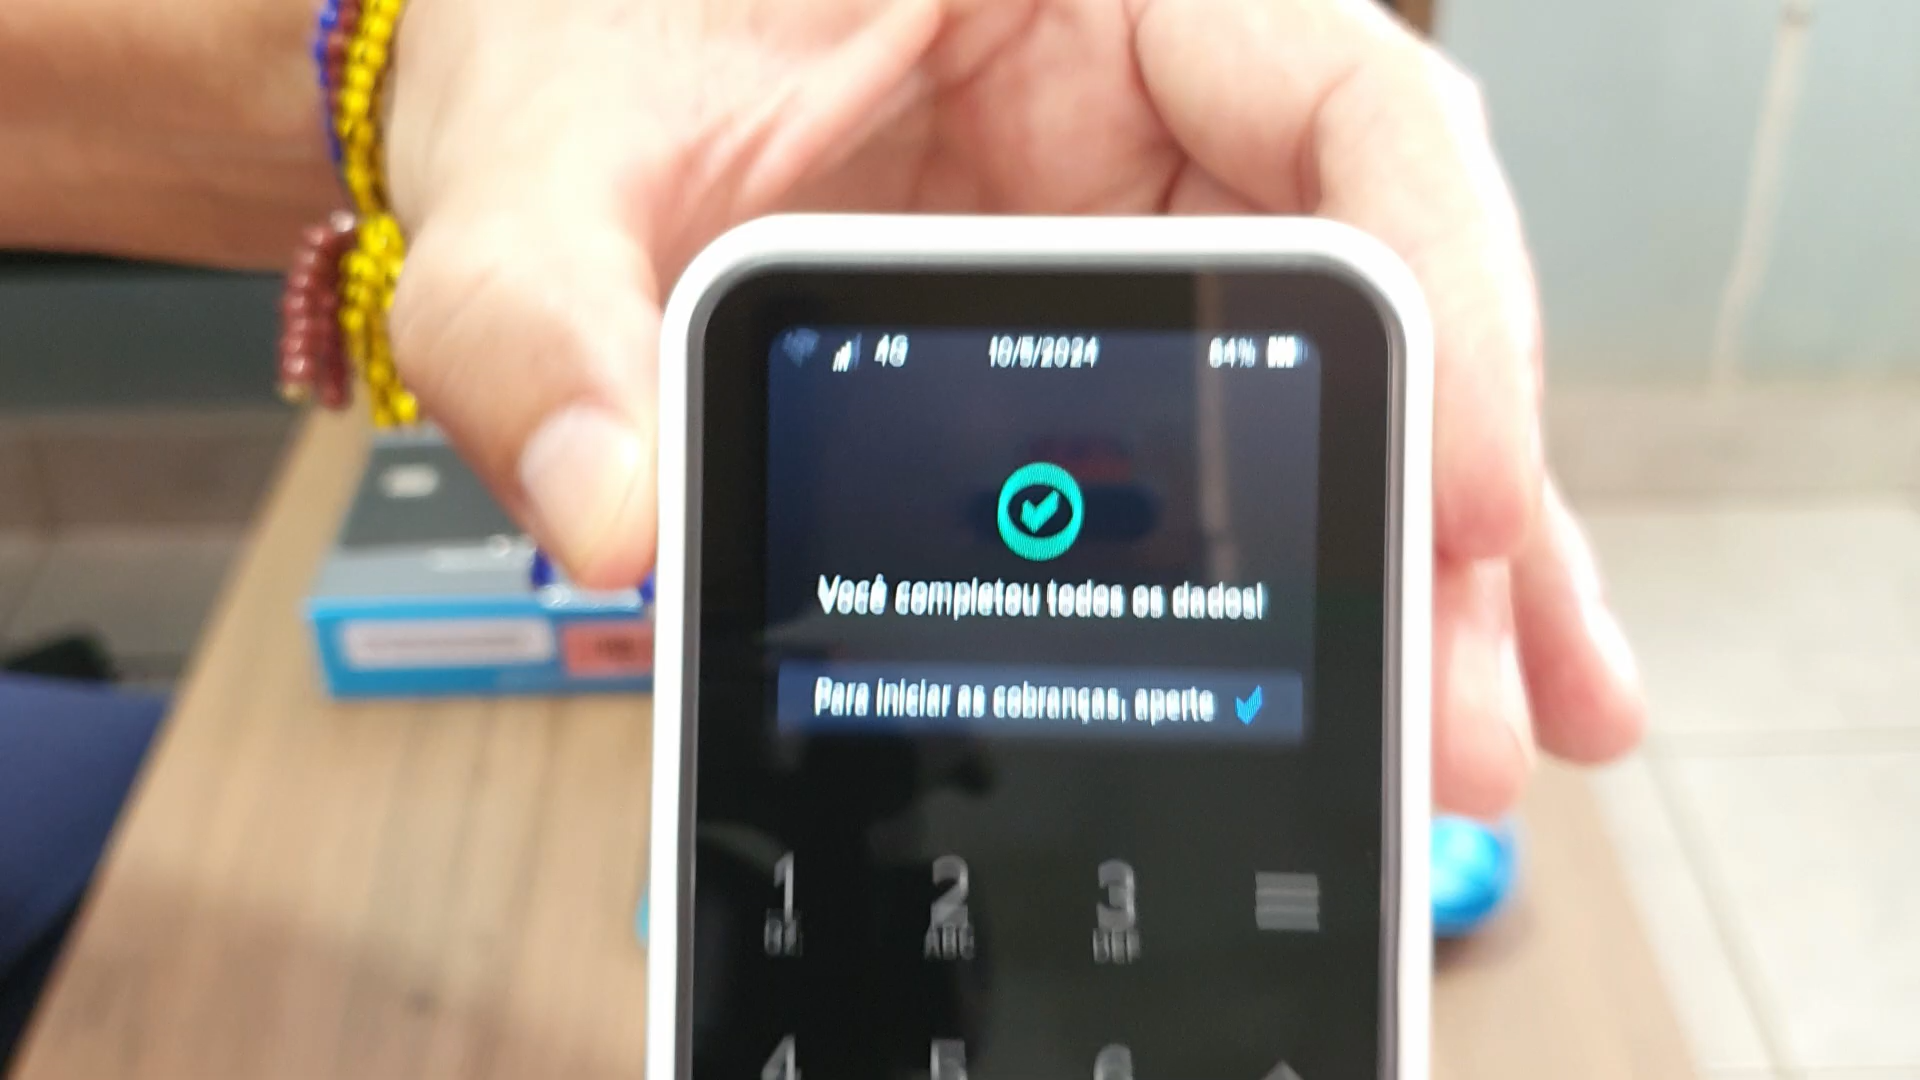 4G 10/5/2024 64%
Você completou todos os dados!
Para iniciar as cobranças, aperte
1 2 3
ABC DEF
4 5 6